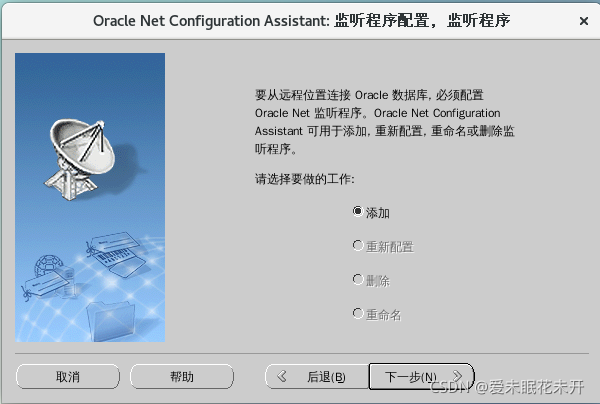 Oracle Net Configuration Assistant: 监听程序配置，监听程序
要从远程位置连接 Oracle 数据库, 必须配置
Oracle Net 监听程序。Oracle Net Configuration
Assistant 可用于添加, 重新配置, 重命名或删除监
听程序。
请选择要做的工作:
添加
重新配置
删除
重命名
取消
帮助
后退(B)
下一步(N)
CSDN @爱未眠花未开